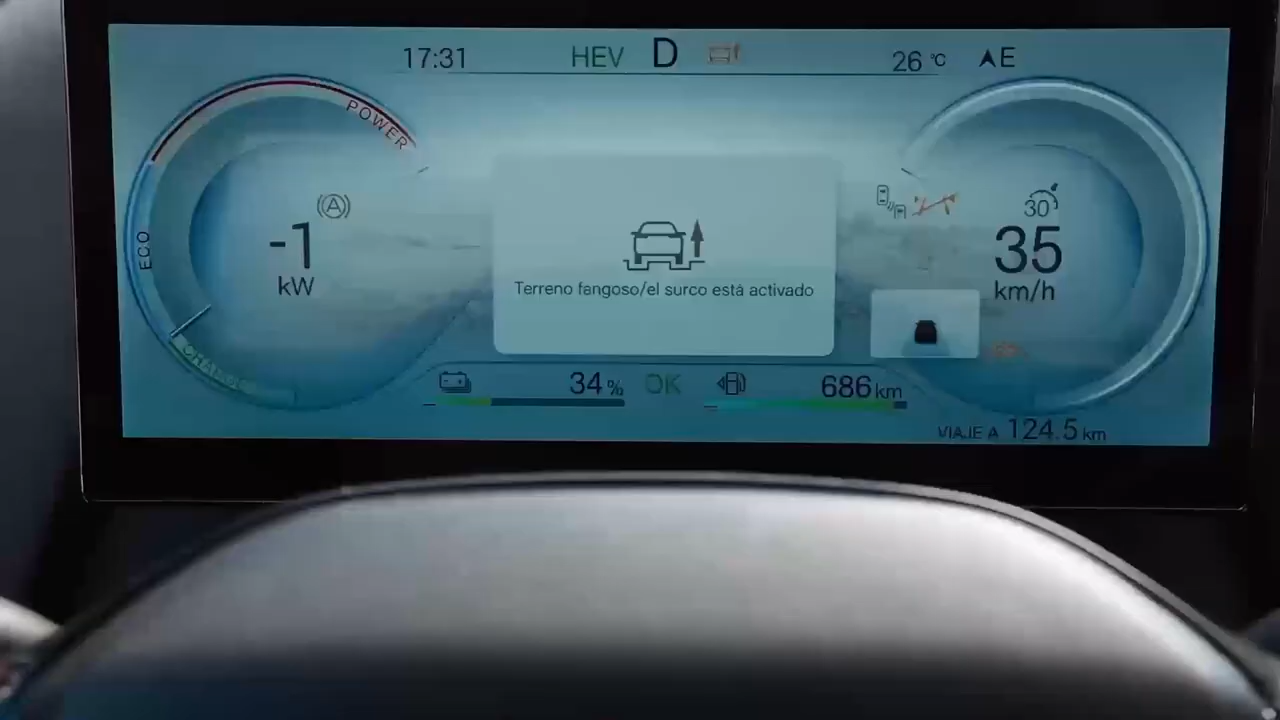 17:31 HEV D 26 °C E
POWER
ECO
CHARGE
A
-1
kW
Terreno fangoso/el surco está activado
30
35
km/h
34 % OK 686 km
VIAJE A 124.5 km